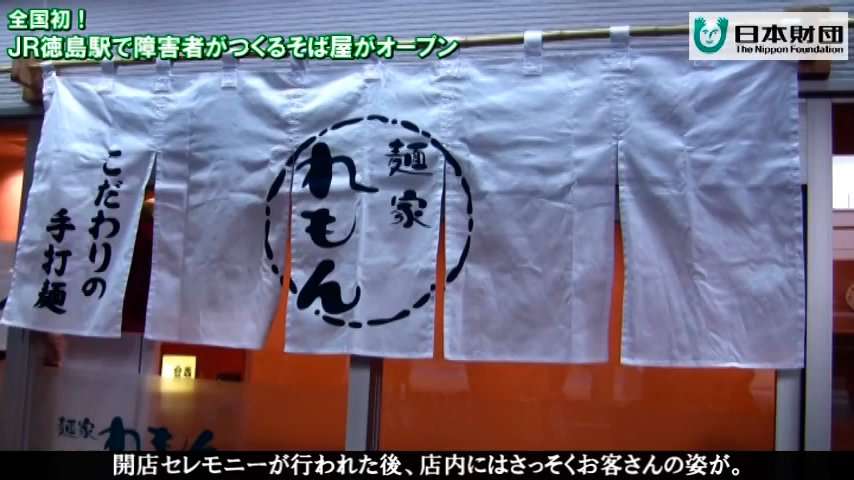 全国初！
JR徳島駅で障害者がつくるそば屋がオープン
日本財団
The Nippon Foundation
麺家
れもん
こだわりの
手打麺
麺家 れもん
開店セレモニーが行われた後、店内にはさっそくお客さんの姿が。